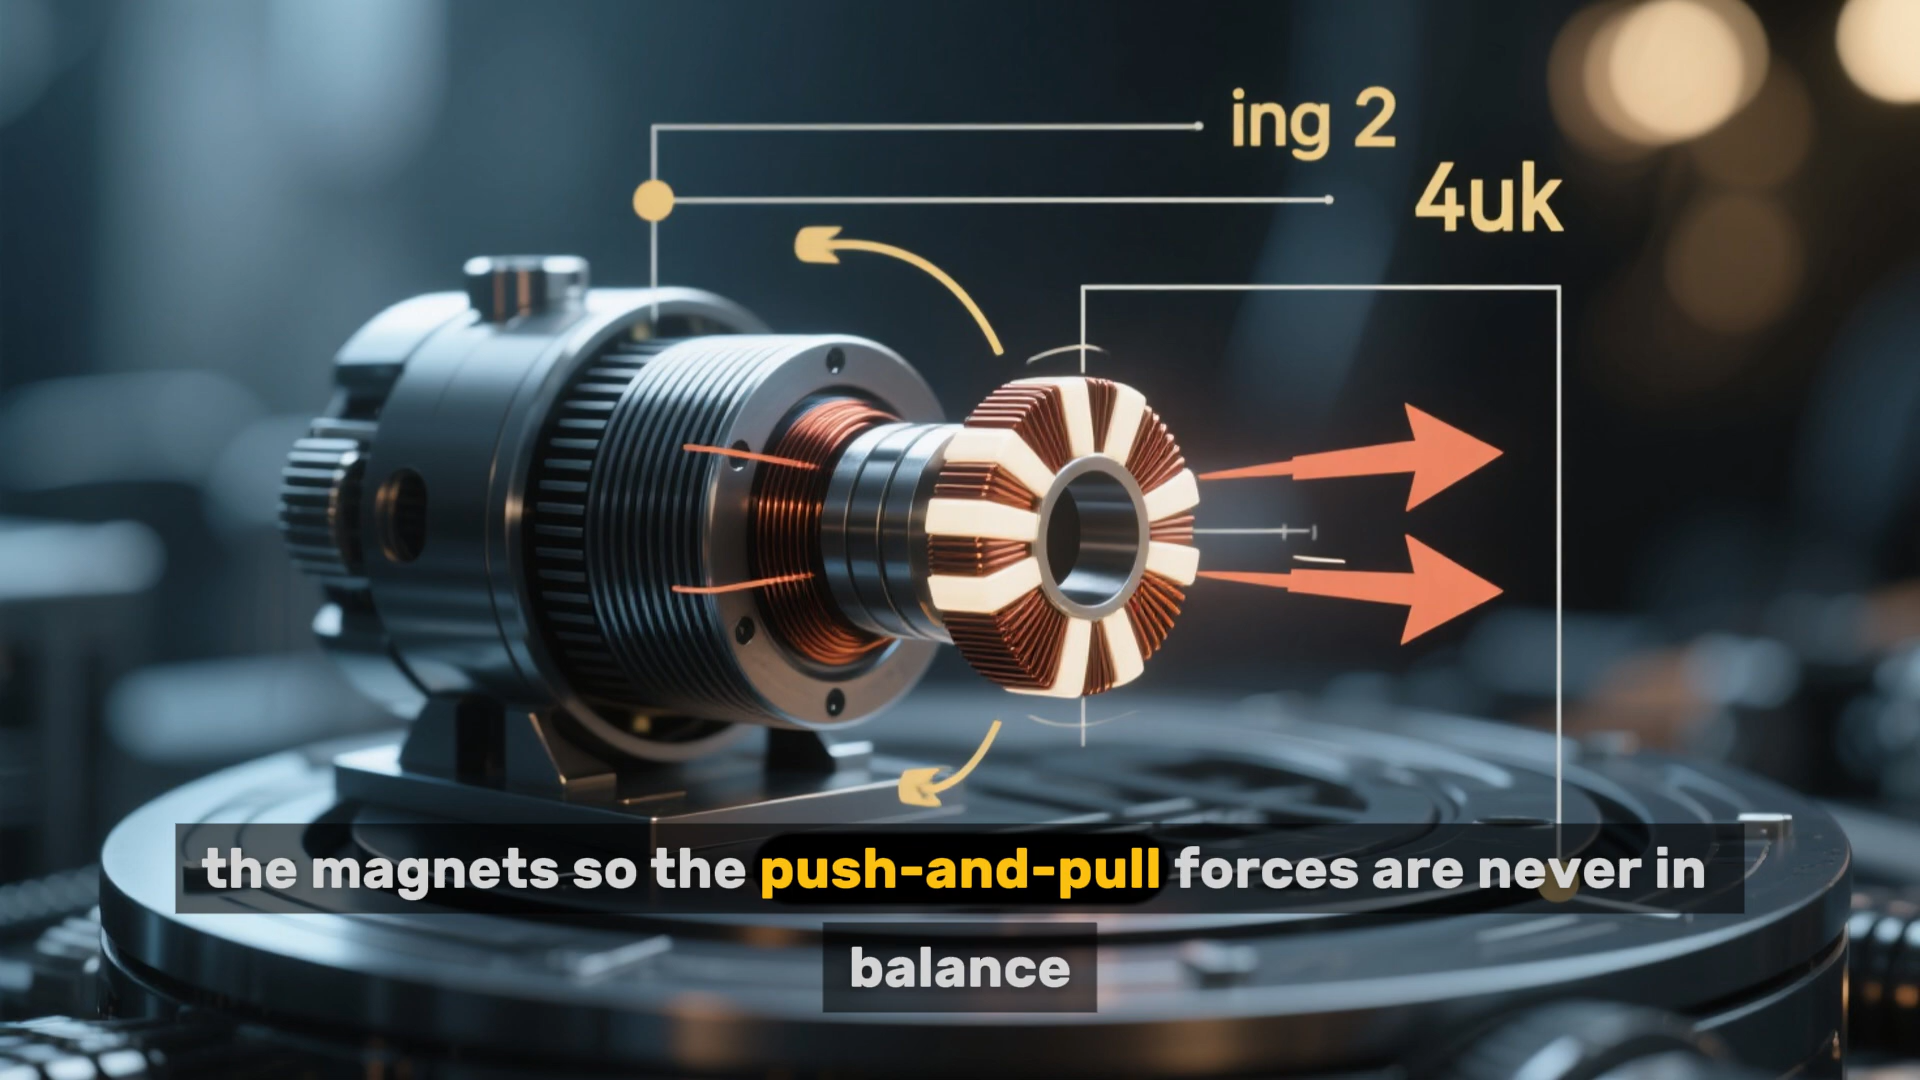 ing 2
4uk
the magnets so the push-and-pull forces are never in
balance